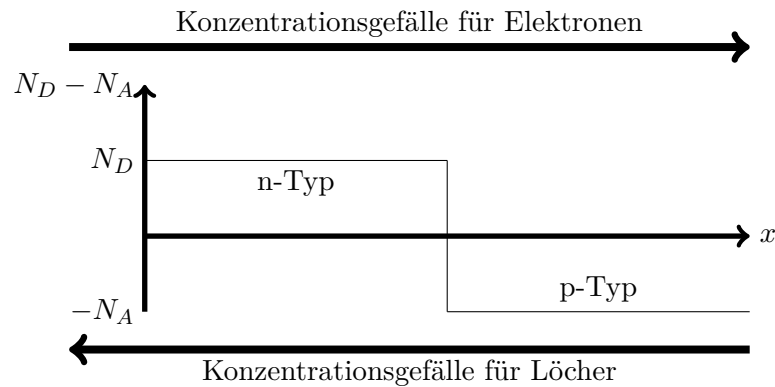 Konzentrationsgefälle für Elektronen
N_D − N_A
N_D
n-Typ
x
p-Typ
−N_A
Konzentrationsgefälle für Löcher